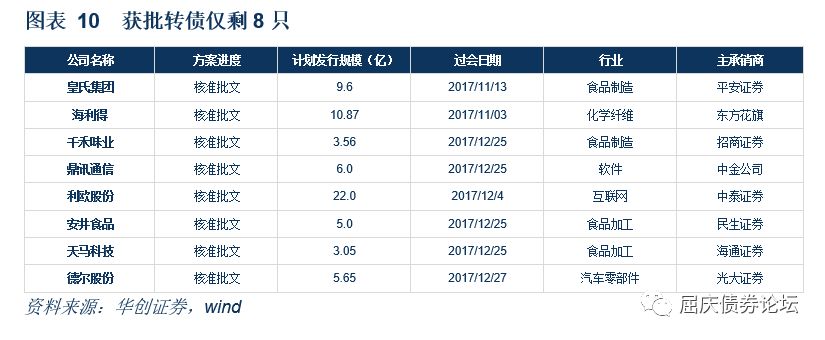 图表 10 获批转债仅剩 8 只
公司名称 方案进度 计划发行规模（亿） 过会日期 行业 主承销商
皇氏集团 核准批文 9.6 2017/11/13 食品制造 平安证券
海利得 核准批文 10.87 2017/11/03 化学纤维 东方花旗
千禾味业 核准批文 3.56 2017/12/25 食品制造 招商证券
鼎讯通信 核准批文 6.0 2017/12/25 软件 中金公司
利欧股份 核准批文 22.0 2017/12/4 互联网 中泰证券
安井食品 核准批文 5.0 2017/12/25 食品加工 民生证券
天马科技 核准批文 3.05 2017/12/25 食品加工 海通证券
德尔股份 核准批文 5.65 2017/12/27 汽车零部件 光大证券
资料来源：华创证券，wind
屈庆债券论坛